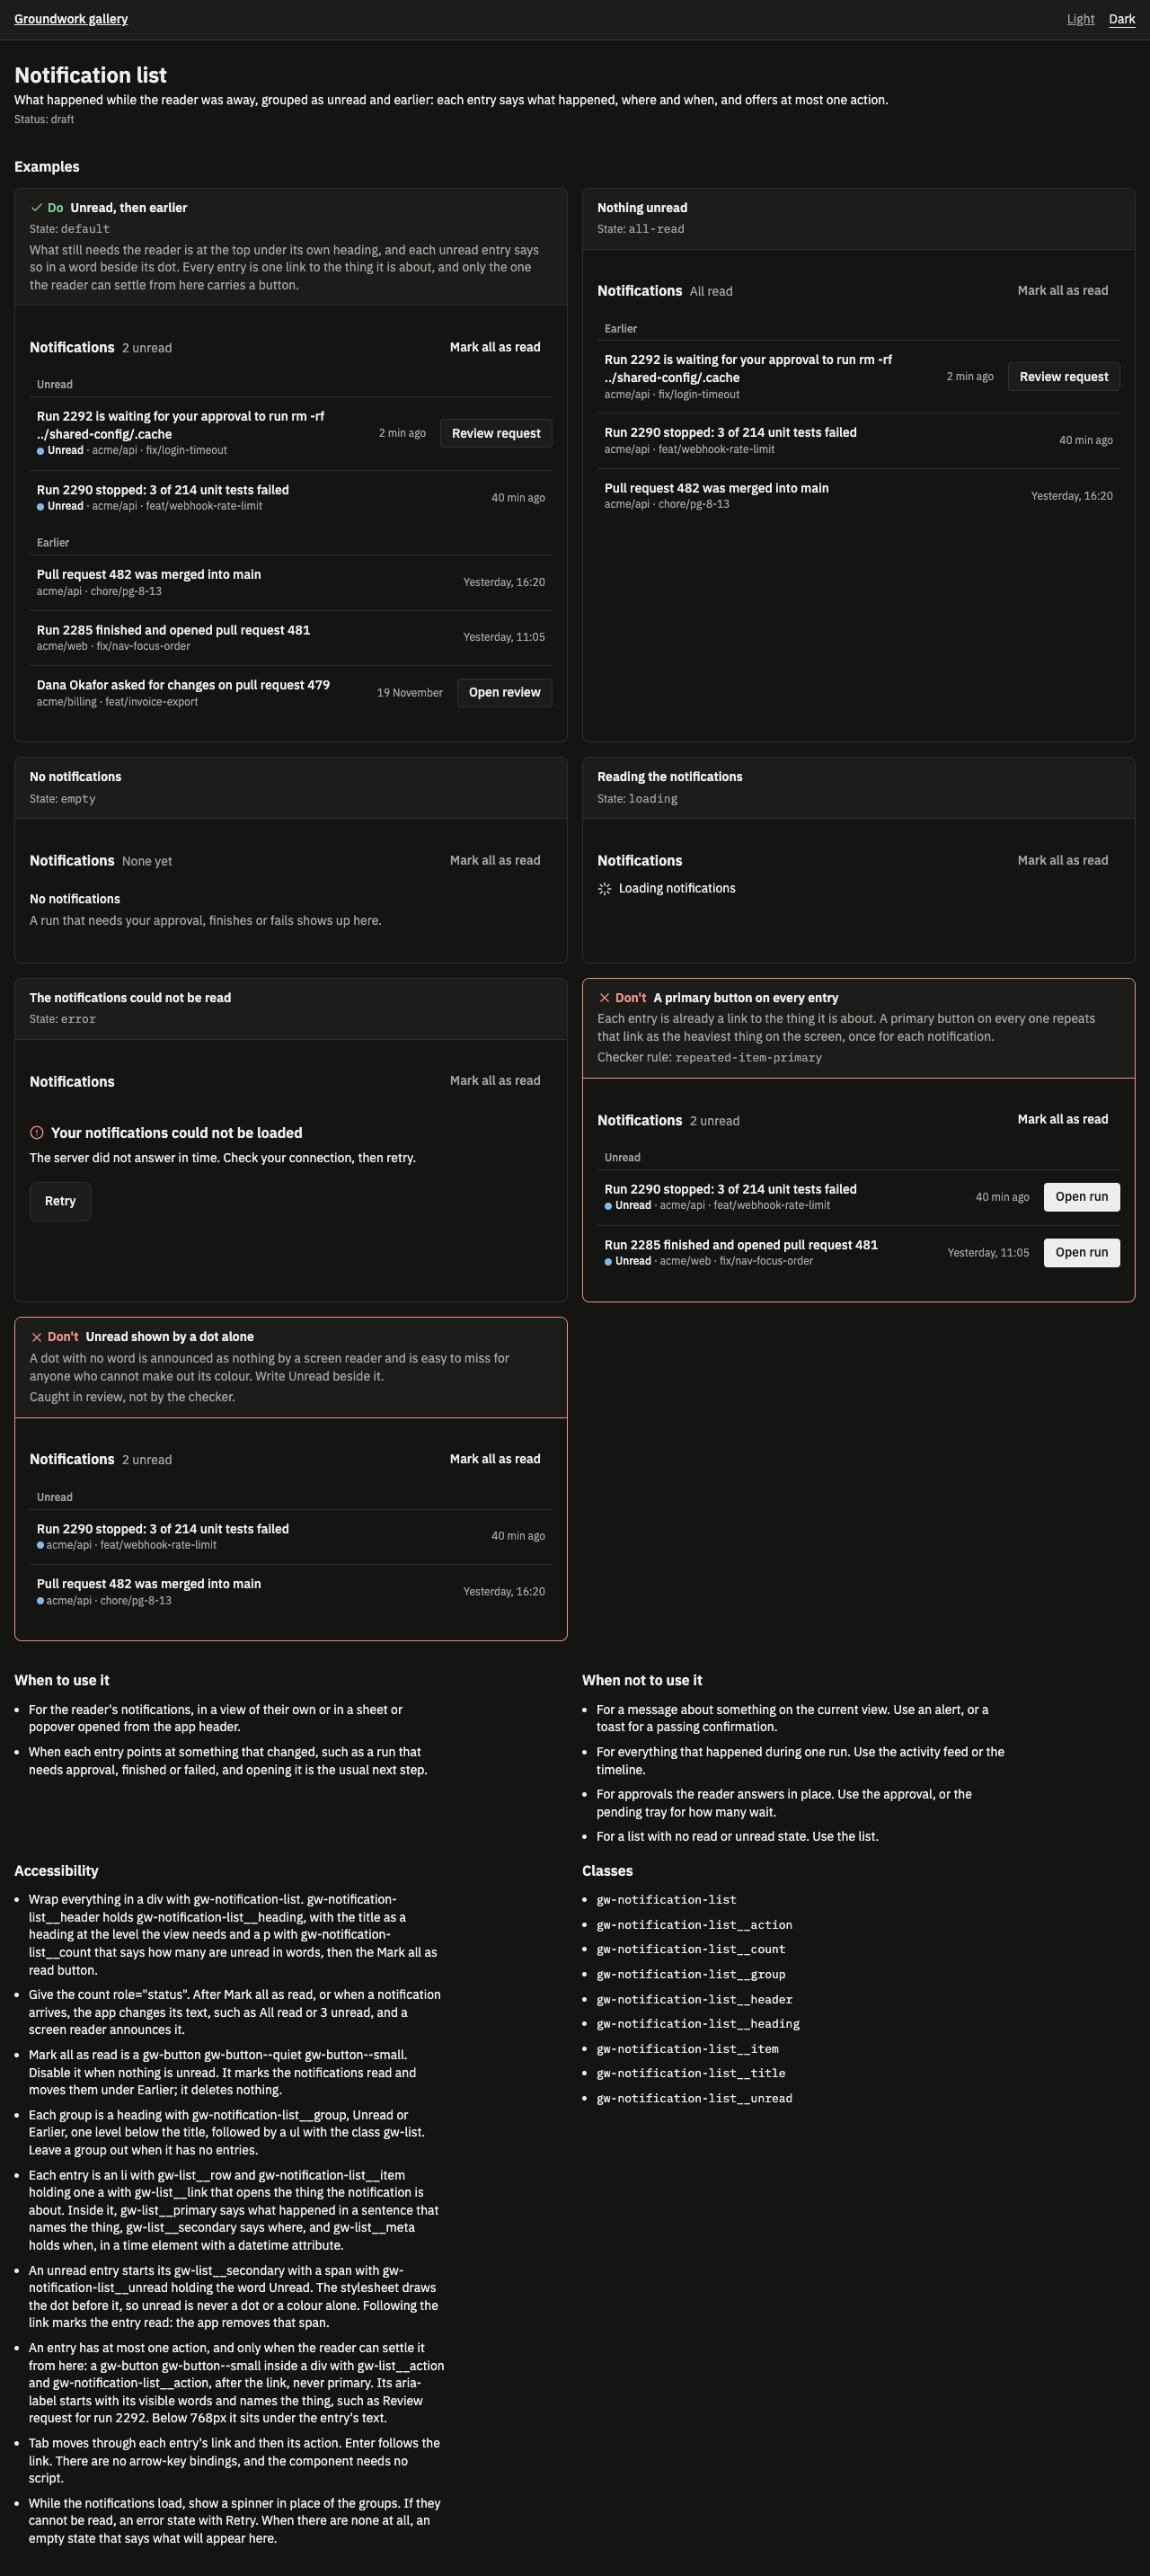 Groundwork gallery
Light
Dark
Notification list
What happened while the reader was away, grouped as unread and earlier: each entry says what happened, where and when, and offers at most one action.
Status: draft
Examples
Do Unread, then earlier
State: default
What still needs the reader is at the top under its own heading, and each unread entry says
so in a word beside its dot. Every entry is one link to the thing it is about, and only the one
the reader can settle from here carries a button.
Notifications 2 unread
Mark all as read
Unread
Run 2292 is waiting for your approval to run rm -rf
../shared-config/.cache
Unread · acme/api · fix/login-timeout
2 min ago
Review request
Run 2290 stopped: 3 of 214 unit tests failed
Unread · acme/api · feat/webhook-rate-limit
40 min ago
Earlier
Pull request 482 was merged into main
acme/api · chore/pg-8-13
Yesterday, 16:20
Run 2285 finished and opened pull request 481
acme/web · fix/nav-focus-order
Yesterday, 11:05
Dana Okafor asked for changes on pull request 479
acme/billing · feat/invoice-export
19 November
Open review
Nothing unread
State: all-read
Notifications All read
Mark all as read
Earlier
Run 2292 is waiting for your approval to run rm -rf
../shared-config/.cache
acme/api · fix/login-timeout
2 min ago
Review request
Run 2290 stopped: 3 of 214 unit tests failed
acme/api · feat/webhook-rate-limit
40 min ago
Pull request 482 was merged into main
acme/api · chore/pg-8-13
Yesterday, 16:20
No notifications
State: empty
Notifications None yet
Mark all as read
No notifications
A run that needs your approval, finishes or fails shows up here.
Reading the notifications
State: loading
Notifications
Mark all as read
Loading notifications
The notifications could not be read
State: error
Notifications
Mark all as read
Your notifications could not be loaded
The server did not answer in time. Check your connection, then retry.
Retry
Don't A primary button on every entry
Each entry is already a link to the thing it is about. A primary button on every one repeats
that link as the heaviest thing on the screen, once for each notification.
Checker rule: repeated-item-primary
Notifications 2 unread
Mark all as read
Unread
Run 2290 stopped: 3 of 214 unit tests failed
Unread · acme/api · feat/webhook-rate-limit
40 min ago
Open run
Run 2285 finished and opened pull request 481
Unread · acme/web · fix/nav-focus-order
Yesterday, 11:05
Open run
Don't Unread shown by a dot alone
A dot with no word is announced as nothing by a screen reader and is easy to miss for
anyone who cannot make out its colour. Write Unread beside it.
Caught in review, not by the checker.
Notifications 2 unread
Mark all as read
Unread
Run 2290 stopped: 3 of 214 unit tests failed
acme/api · feat/webhook-rate-limit
40 min ago
Pull request 482 was merged into main
acme/api · chore/pg-8-13
Yesterday, 16:20
When to use it
For the reader's notifications, in a view of their own or in a sheet or
popover opened from the app header.
When each entry points at something that changed, such as a run that
needs approval, finished or failed, and opening it is the usual next step.
When not to use it
For a message about something on the current view. Use an alert, or a
toast for a passing confirmation.
For everything that happened during one run. Use the activity feed or the
timeline.
For approvals the reader answers in place. Use the approval, or the
pending tray for how many wait.
For a list with no read or unread state. Use the list.
Accessibility
Wrap everything in a div with gw-notification-list. gw-notification-
list__header holds gw-notification-list__heading, with the title as a
heading at the level the view needs and a p with gw-notification-
list__count that says how many are unread in words, then the Mark all as
read button.
Give the count role="status". After Mark all as read, or when a notification
arrives, the app changes its text, such as All read or 3 unread, and a
screen reader announces it.
Mark all as read is a gw-button gw-button--quiet gw-button--small.
Disable it when nothing is unread. It marks the notifications read and
moves them under Earlier; it deletes nothing.
Each group is a heading with gw-notification-list__group, Unread or
Earlier, one level below the title, followed by a ul with the class gw-list.
Leave a group out when it has no entries.
Each entry is an li with gw-list__row and gw-notification-list__item
holding one a with gw-list__link that opens the thing the notification is
about. Inside it, gw-list__primary says what happened in a sentence that
names the thing, gw-list__secondary says where, and gw-list__meta
holds when, in a time element with a datetime attribute.
An unread entry starts its gw-list__secondary with a span with gw-
notification-list__unread holding the word Unread. The stylesheet draws
the dot before it, so unread is never a dot or a colour alone. Following the
link marks the entry read: the app removes that span.
An entry has at most one action, and only when the reader can settle it
from here: a gw-button gw-button--small inside a div with gw-list__action
and gw-notification-list__action, after the link, never primary. Its aria-
label starts with its visible words and names the thing, such as Review
request for run 2292. Below 768px it sits under the entry's text.
Tab moves through each entry's link and then its action. Enter follows the
link. There are no arrow-key bindings, and the component needs no
script.
While the notifications load, show a spinner in place of the groups. If they
cannot be read, an error state with Retry. When there are none at all, an
empty state that says what will appear here.
Classes
gw-notification-list
gw-notification-list__action
gw-notification-list__count
gw-notification-list__group
gw-notification-list__header
gw-notification-list__heading
gw-notification-list__item
gw-notification-list__title
gw-notification-list__unread